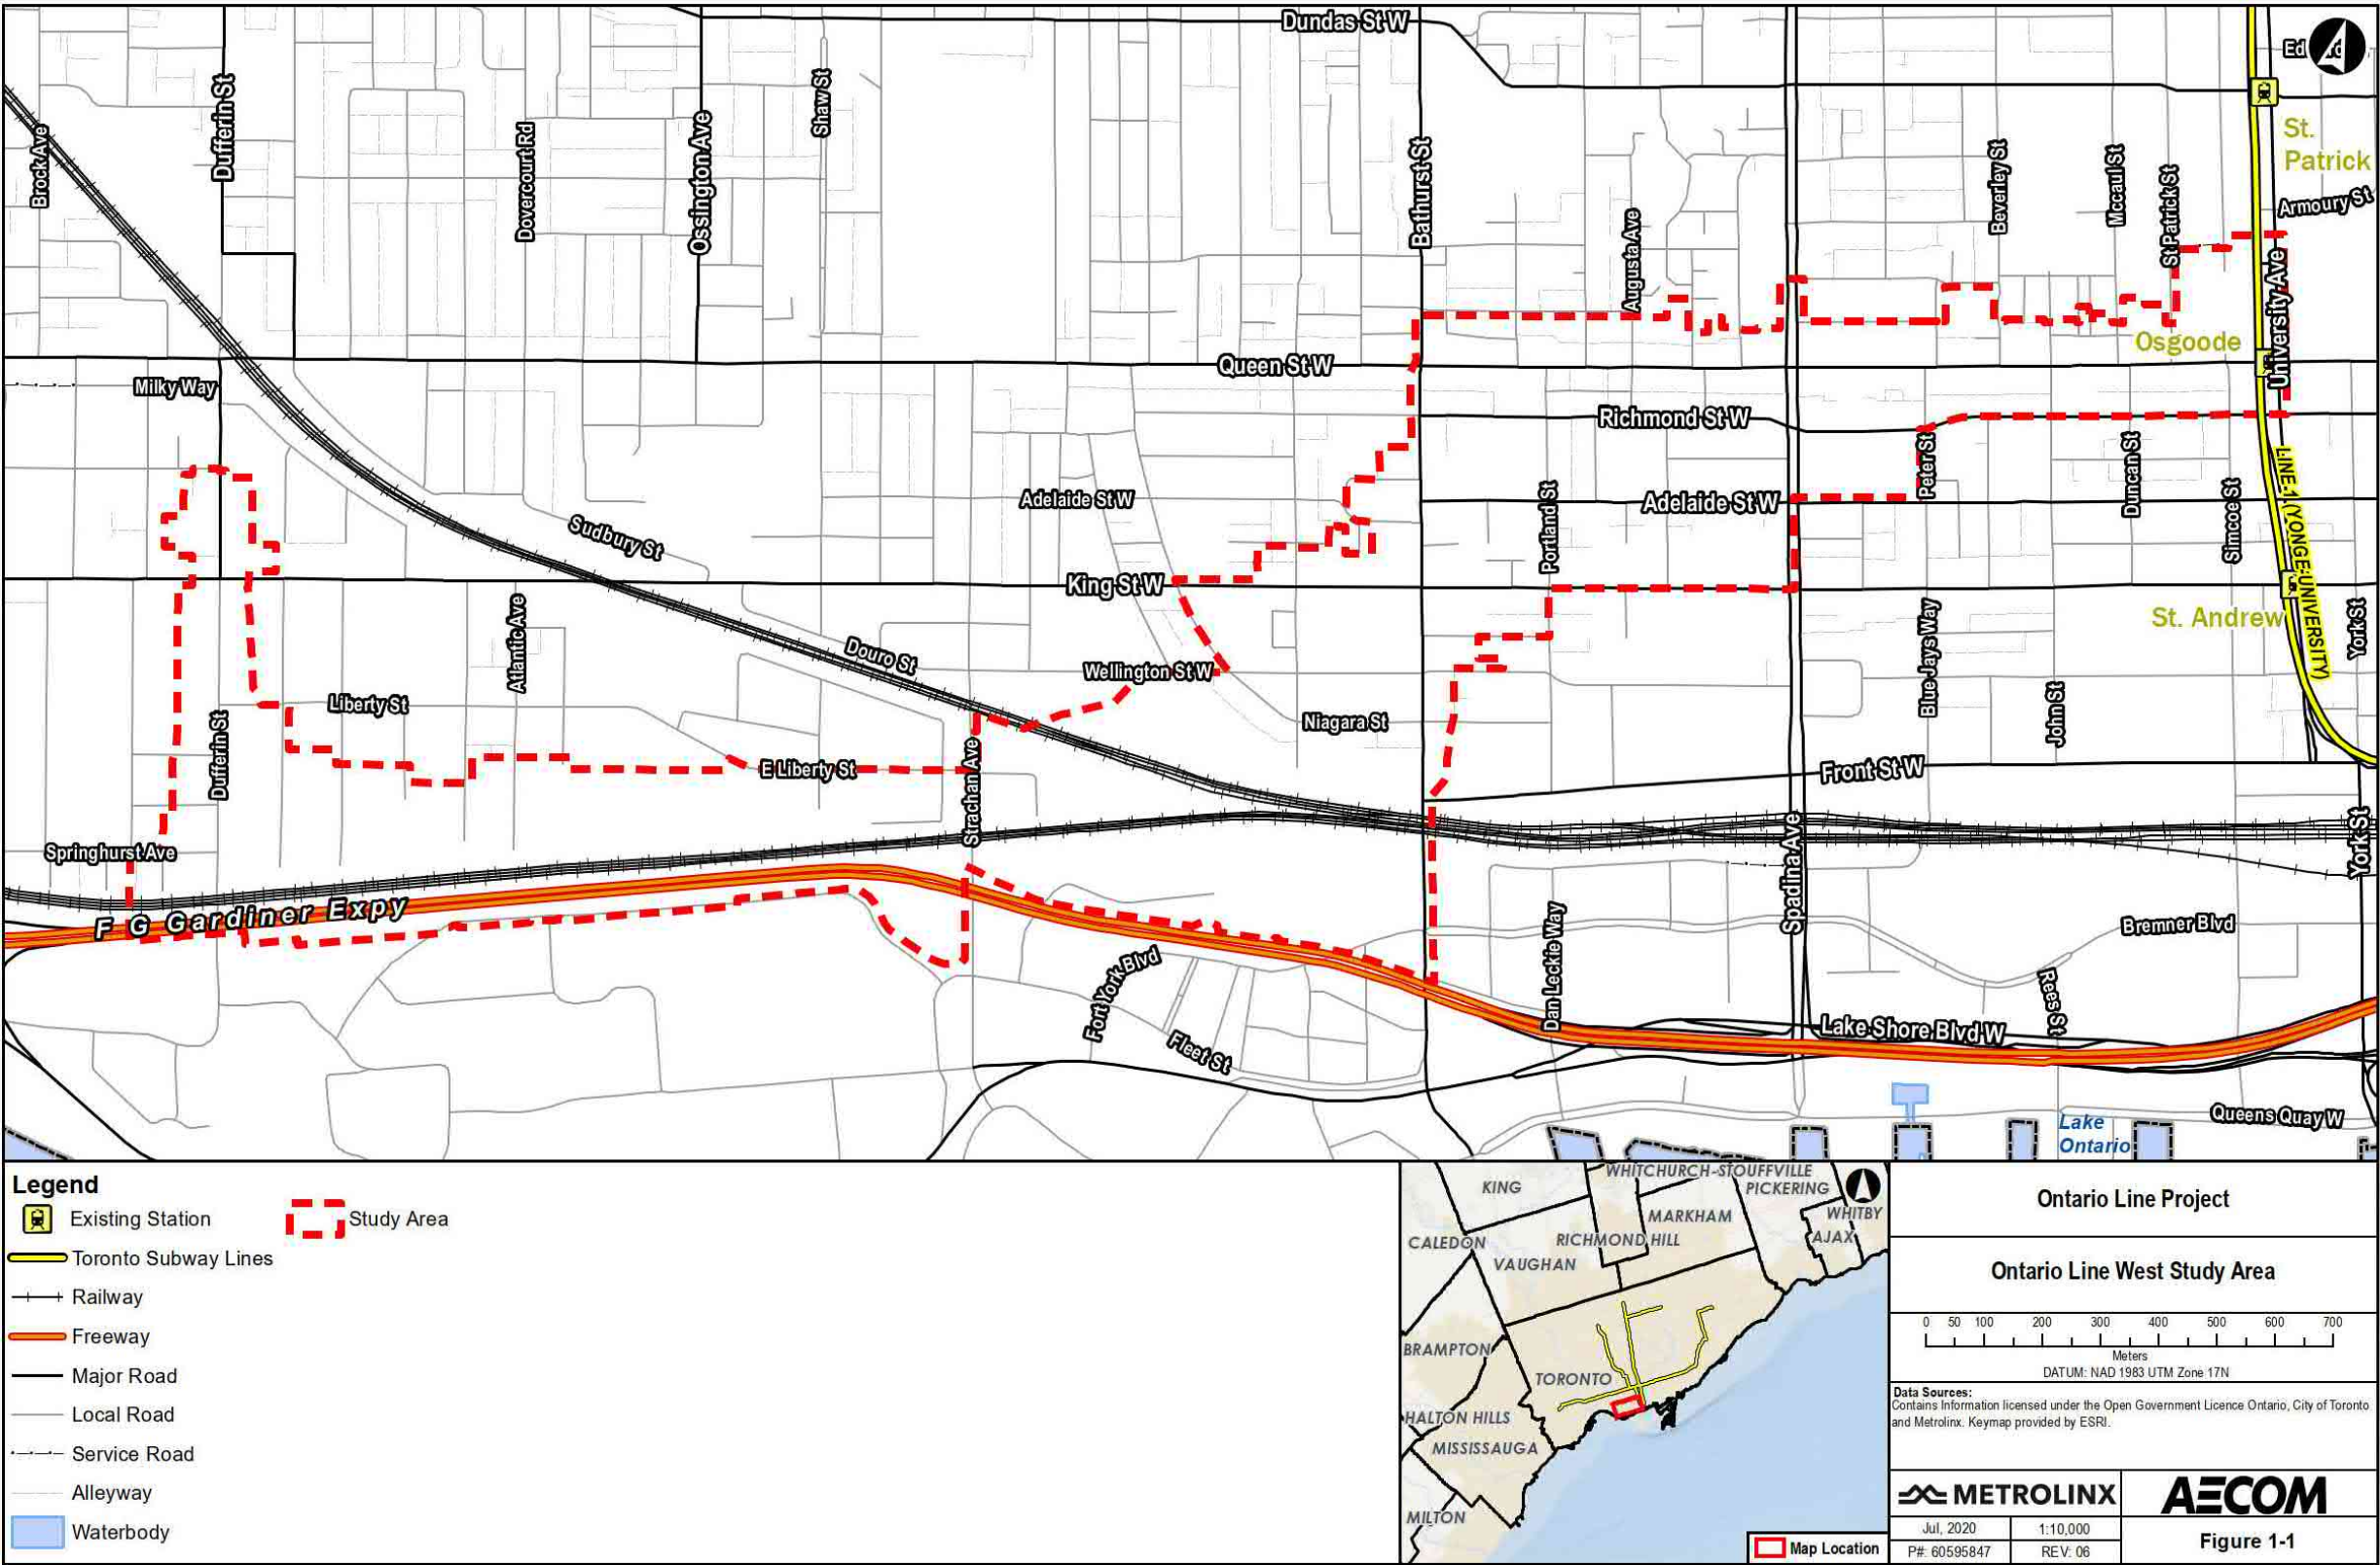 Dundas St W
Ed
St.
Patrick
Brock Ave
Dufferin St
Dovercourt Rd
Ossington Ave
Shaw St
Bathurst St
Augusta Ave
Beverley St
Mccaul St
St Patrick St
Armoury St
University Ave
Osgoode
Queen St W
Milky Way
Richmond St W
Peter St
Duncan St
Simcoe St
LINE 1 (YONGE-UNIVERSITY)
Adelaide St W
Portland St
Adelaide St W
Sudbury St
King St W
St. Andrew
York St
Atlantic Ave
Douro St
Wellington St W
Blue Jays Way
John St
Liberty St
Niagara St
Dufferin St
E Liberty St
Strachan Ave
Front St W
Springhurst Ave
Spadina Ave
York St
F G Gardiner Expy
Fort York Blvd
Dan Leckie Way
Bremner Blvd
Rees St
Fleet St
Lake Shore Blvd W
Queens Quay W
Lake
Ontario
Legend
Existing Station
Study Area
Toronto Subway Lines
Railway
Freeway
Major Road
Local Road
Service Road
Alleyway
Waterbody
WHITCHURCH-STOUFFVILLE
KING
PICKERING
MARKHAM
WHITBY
CALEDON
RICHMOND HILL
AJAX
VAUGHAN
BRAMPTON
TORONTO
HALTON HILLS
MISSISSAUGA
MILTON
Map Location
Ontario Line Project
Ontario Line West Study Area
0 50 100 200 300 400 500 600 700
Meters
DATUM: NAD 1983 UTM Zone 17N
Data Sources:
Contains Information licensed under the Open Government Licence Ontario, City of Toronto
and Metrolinx. Keymap provided by ESRI.
METROLINX
AECOM
Jul, 2020
1:10,000
P#: 60595847
REV: 06
Figure 1-1